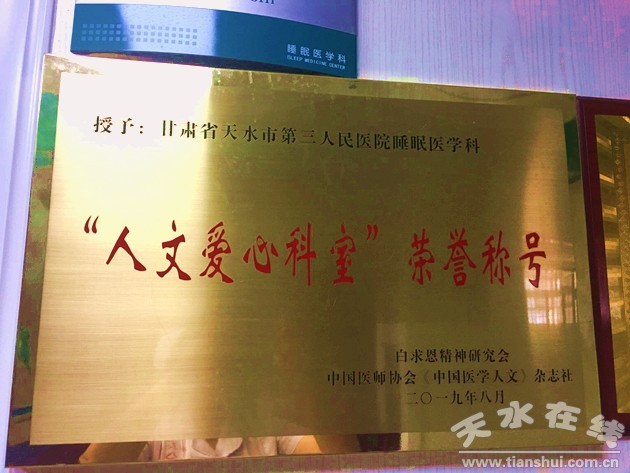 睡眠医学科
SLEEP MEDICINE CENTER
授予：甘肃省天水市第三人民医院睡眠医学科
“人文爱心科室”荣誉称号
白求恩精神研究会
中国医师协会《中国医学人文》杂志社
二〇一九年八月
天水在线
www.tianshui.com.cn